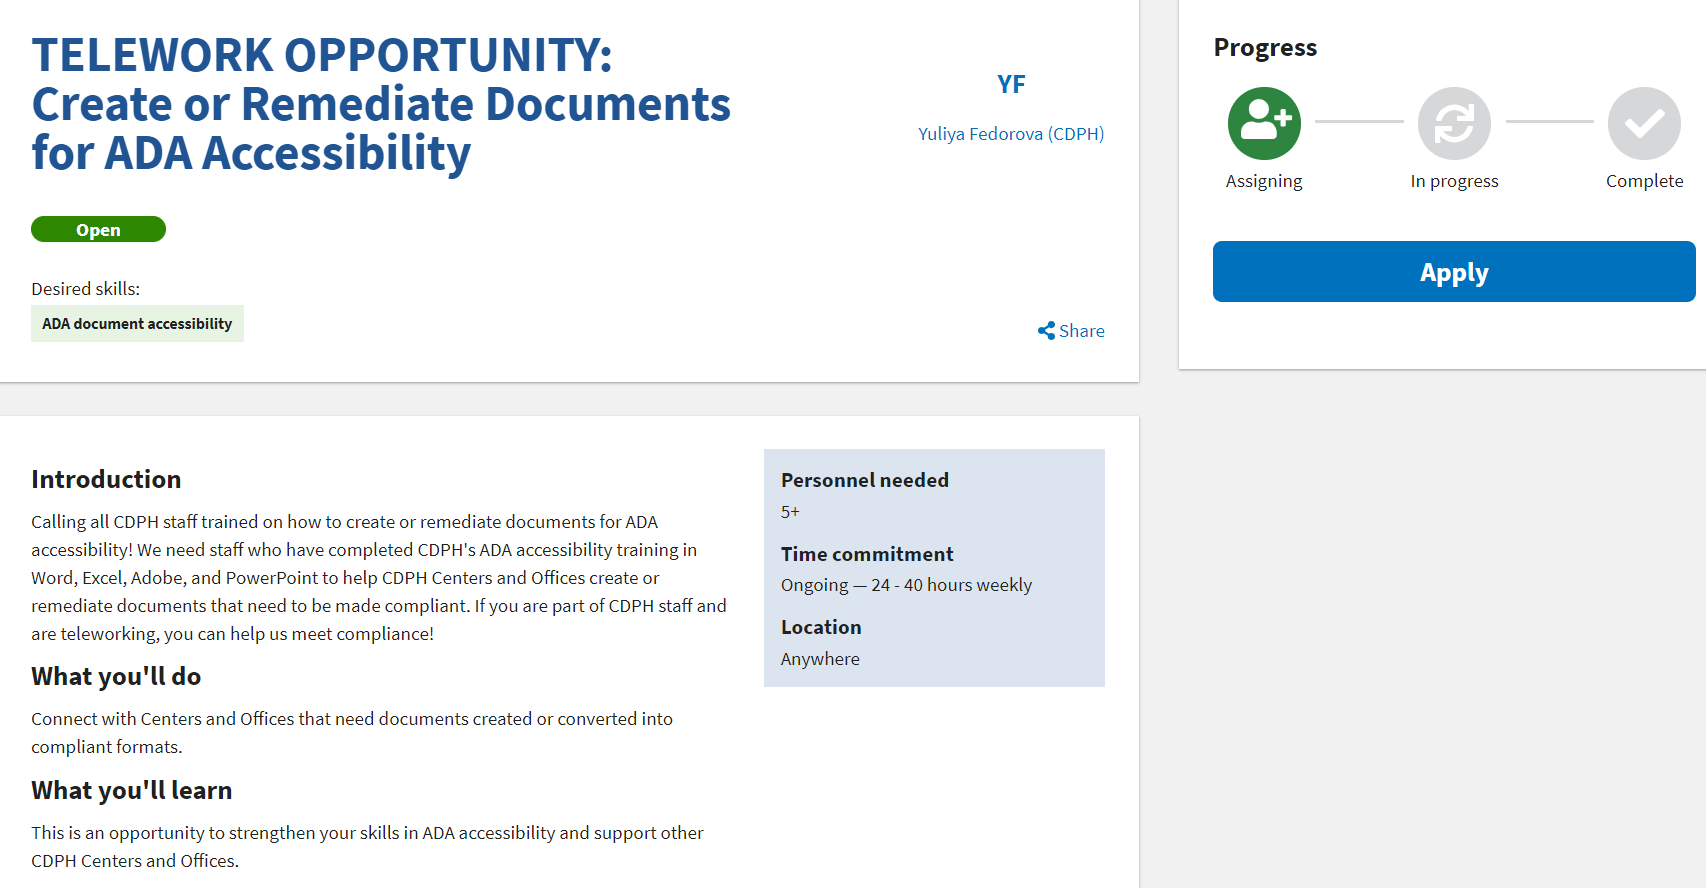 TELEWORK OPPORTUNITY:
Create or Remediate Documents
for ADA Accessibility
YF
Yuliya Fedorova (CDPH)
Open
Desired skills:
ADA document accessibility
Share
Progress
Assigning
In progress
Complete
Apply
Introduction
Calling all CDPH staff trained on how to create or remediate documents for ADA
accessibility! We need staff who have completed CDPH's ADA accessibility training in
Word, Excel, Adobe, and PowerPoint to help CDPH Centers and Offices create or
remediate documents that need to be made compliant. If you are part of CDPH staff and
are teleworking, you can help us meet compliance!
What you'll do
Connect with Centers and Offices that need documents created or converted into
compliant formats.
What you'll learn
This is an opportunity to strengthen your skills in ADA accessibility and support other
CDPH Centers and Offices.
Personnel needed
5+
Time commitment
Ongoing — 24 - 40 hours weekly
Location
Anywhere